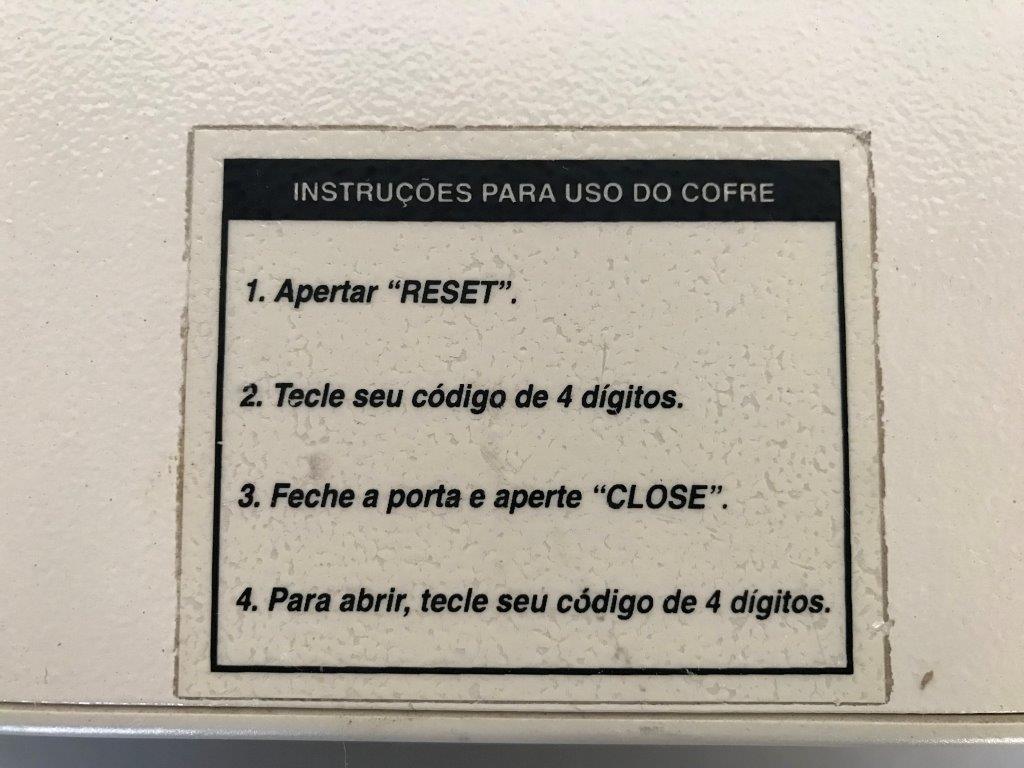 INSTRUÇÕES PARA USO DO COFRE
1. Apertar “RESET”.
2. Tecle seu código de 4 dígitos.
3. Feche a porta e aperte “CLOSE”.
4. Para abrir, tecle seu código de 4 dígitos.